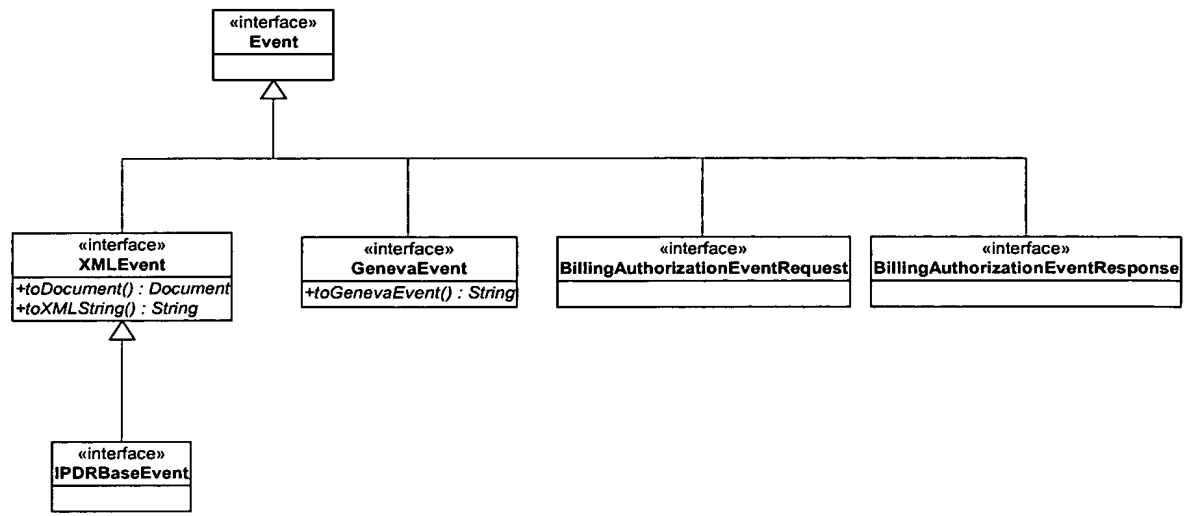 «interface»
Event
«interface»
XMLEvent
+toDocument() : Document
+toXMLString() : String
«interface»
GenevaEvent
+toGenevaEvent() : String
«interface»
BillingAuthorizationEventRequest
«interface»
BillingAuthorizationEventResponse
«interface»
IPDRBaseEvent